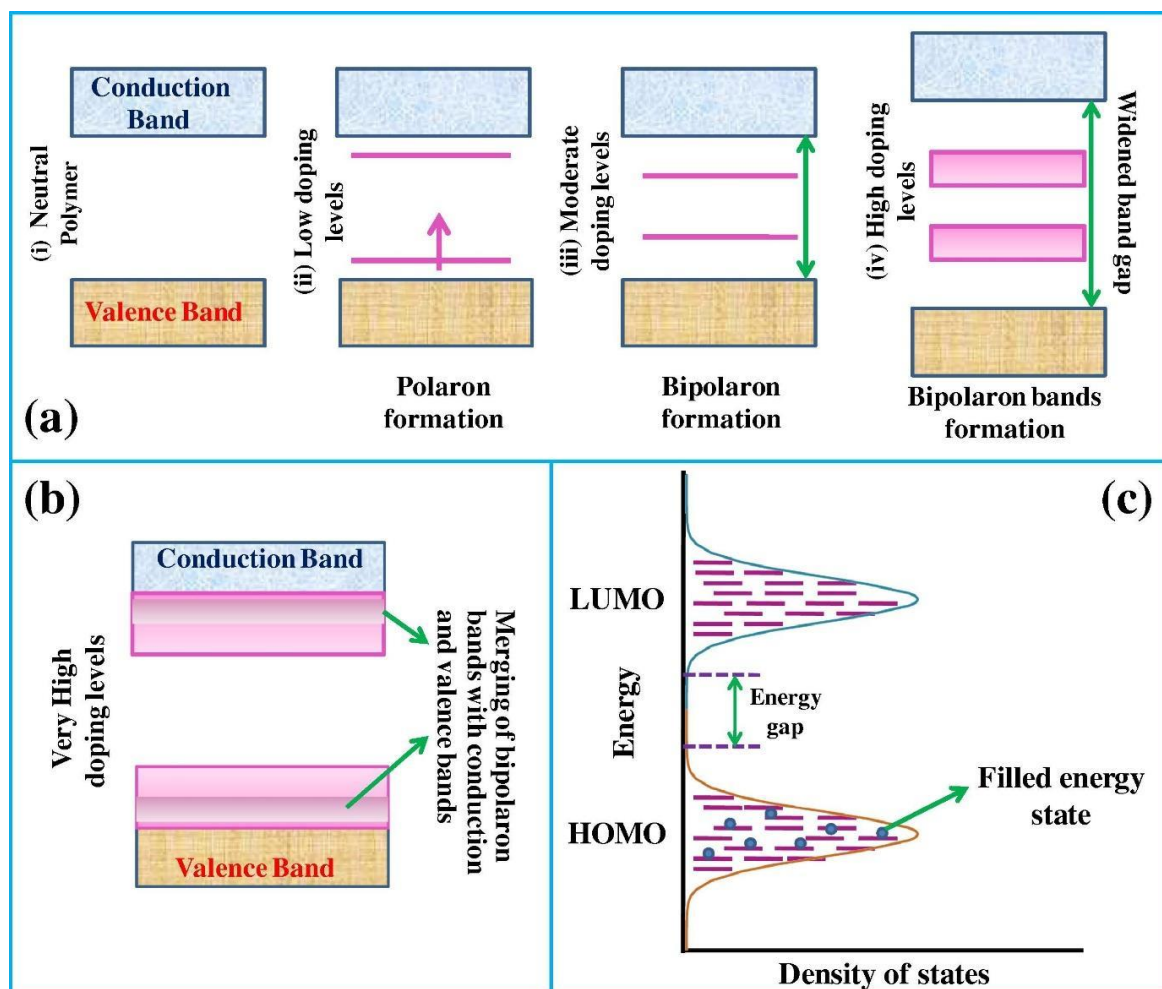 Conduction
Band
(i) Neutral
Polymer
Valence Band
(ii) Low doping
levels
Polaron
formation
(iii) Moderate
doping levels
Bipolaron
formation
(iv) High doping
levels
Widened band gap
Bipolaron bands
formation
(a)
(b)
Very High
doping levels
Conduction Band
Valence Band
Merging of bipolaron
bands with conduction
and valence bands
(c)
LUMO
Energy
Energy
gap
HOMO
Filled energy
state
Density of states